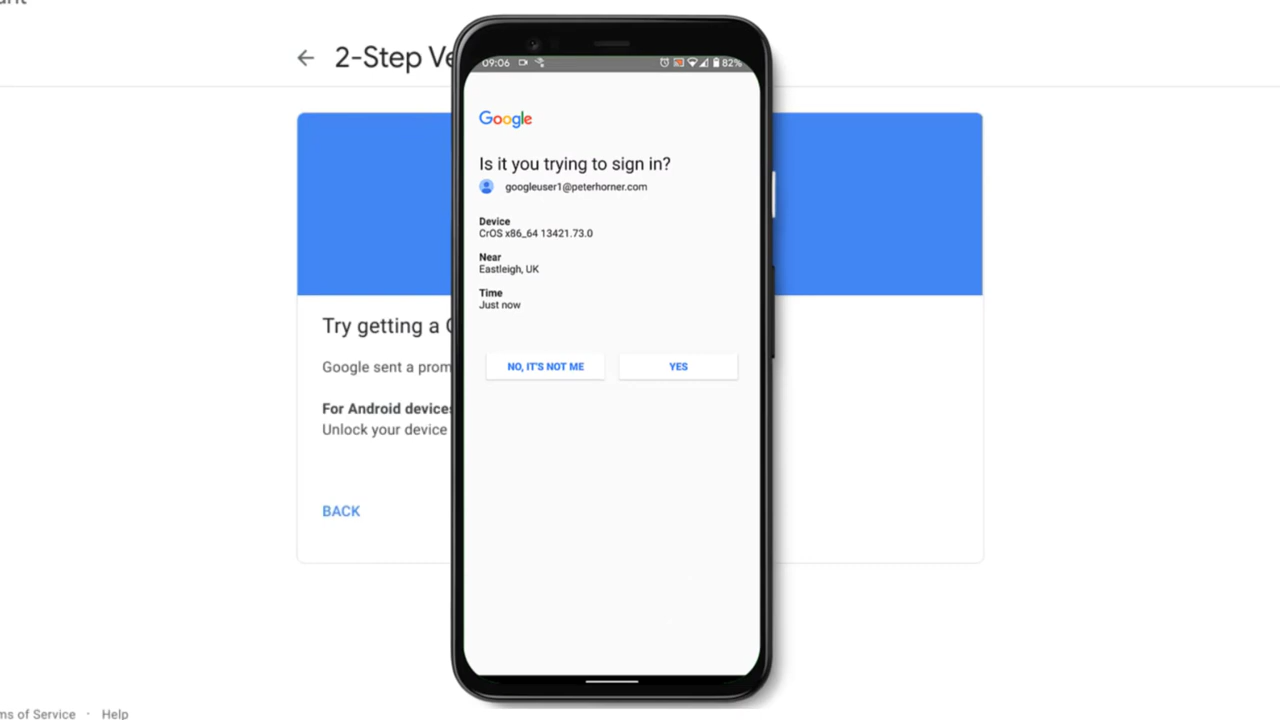 2-Step Ve
09:06
82%
Google
Is it you trying to sign in?
googleuser1@peterhorner.com
Device
CrOS x86_64 13421.73.0
Near
Eastleigh, UK
Time
Just now
NO, IT'S NOT ME
YES
Try getting a
Google sent a prom
For Android device
Unlock your device
BACK
ms of Service · Help